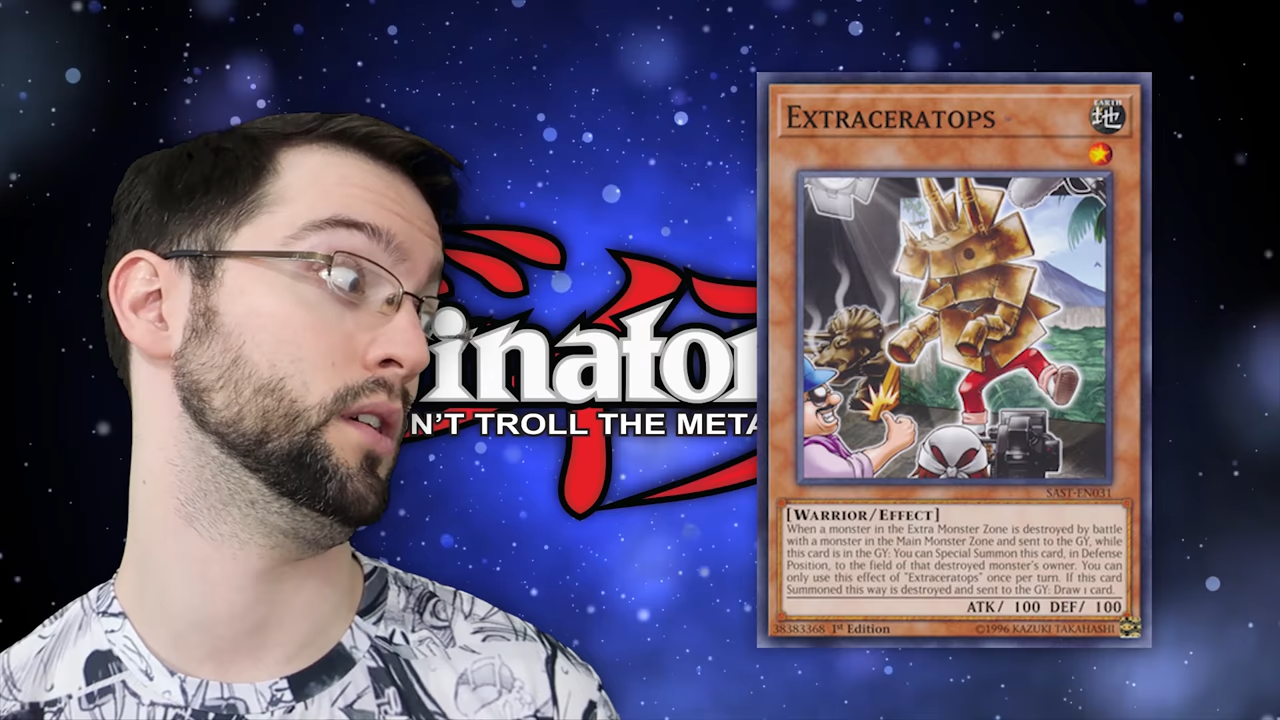 inator
N'T TROLL THE META
EXTRACERATOPS
EARTH
地
SAST-EN031
[WARRIOR/EFFECT]
When a monster in the Extra Monster Zone is destroyed by battle
with a monster in the Main Monster Zone and sent to the GY, while
this card is in the GY: You can Special Summon this card, in Defense
Position, to the field of that destroyed monster's owner. You can
only use this effect of "Extraceratops" once per turn. If this card
Summoned this way is destroyed and sent to the GY: Draw 1 card.
ATK/ 100 DEF/ 100
38383368 1st Edition ©1996 KAZUKI TAKAHASHI